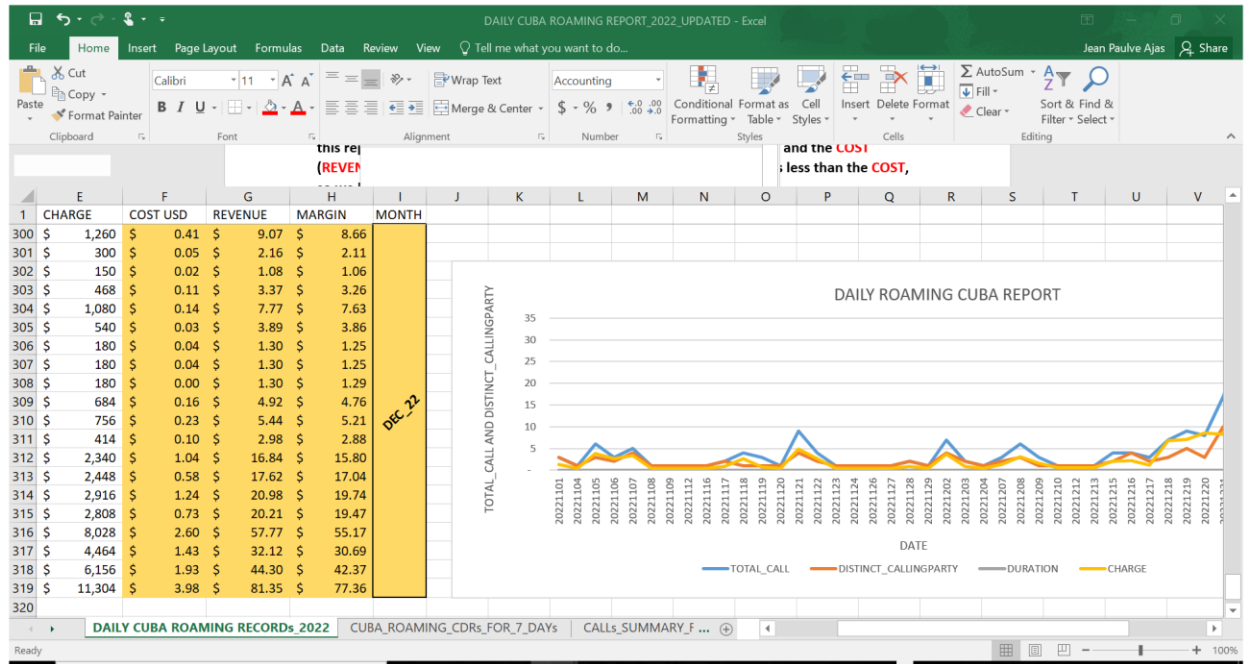 DAILY CUBA ROAMING REPORT_2022_UPDATED - Excel
File Home Insert Page Layout Formulas Data Review View Tell me what you want to do... Jean Paulve Ajas Share
Cut
Copy
Format Painter
Paste
Calibri 11
B I U
Wrap Text
Merge & Center
Accounting
$ % ,
Conditional Formatting
Format as Table
Cell Styles
Insert Delete Format
AutoSum
Fill
Clear
Sort & Filter
Find & Select
Clipboard Font Alignment Number Styles Cells Editing
and the COST
(REVEN
less than the COST,
E F G H I J K L M N O P Q R S T U V
1 CHARGE COST USD REVENUE MARGIN MONTH
300 $ 1,260 $ 0.41 $ 9.07 $ 8.66
301 $ 300 $ 0.05 $ 2.16 $ 2.11
302 $ 150 $ 0.02 $ 1.08 $ 1.06
303 $ 468 $ 0.11 $ 3.37 $ 3.26
304 $ 1,080 $ 0.14 $ 7.77 $ 7.63
305 $ 540 $ 0.03 $ 3.89 $ 3.86
306 $ 180 $ 0.04 $ 1.30 $ 1.25
307 $ 180 $ 0.04 $ 1.30 $ 1.25
308 $ 180 $ 0.00 $ 1.30 $ 1.29
309 $ 684 $ 0.16 $ 4.92 $ 4.76
310 $ 756 $ 0.23 $ 5.44 $ 5.21
311 $ 414 $ 0.10 $ 2.98 $ 2.88
312 $ 2,340 $ 1.04 $ 16.84 $ 15.80
313 $ 2,448 $ 0.58 $ 17.62 $ 17.04
314 $ 2,916 $ 1.24 $ 20.98 $ 19.74
315 $ 2,808 $ 0.73 $ 20.21 $ 19.47
316 $ 8,028 $ 2.60 $ 57.77 $ 55.17
317 $ 4,464 $ 1.43 $ 32.12 $ 30.69
318 $ 6,156 $ 1.93 $ 44.30 $ 42.37
319 $ 11,304 $ 3.98 $ 81.35 $ 77.36
320
DEC_22
DAILY ROAMING CUBA REPORT
TOTAL_CALL AND DISTINCT_CALLINGPARTY
35
30
25
20
15
10
5
-
20221101
20221104
20221105
20221106
20221107
20221108
20221109
20221112
20221116
20221117
20221118
20221119
20221120
20221121
20221122
20221123
20221124
20221126
20221127
20221128
20221129
20221202
20221203
20221204
20221207
20221208
20221209
20221210
20221212
20221213
20221215
20221216
20221217
20221218
20221219
20221220
DATE
TOTAL_CALL DISTINCT_CALLINGPARTY DURATION CHARGE
DAILY CUBA ROAMING RECORDs_2022 CUBA_ROAMING_CDRs_FOR_7_DAYs CALLs_SUMMARY_F ...
Ready 100%